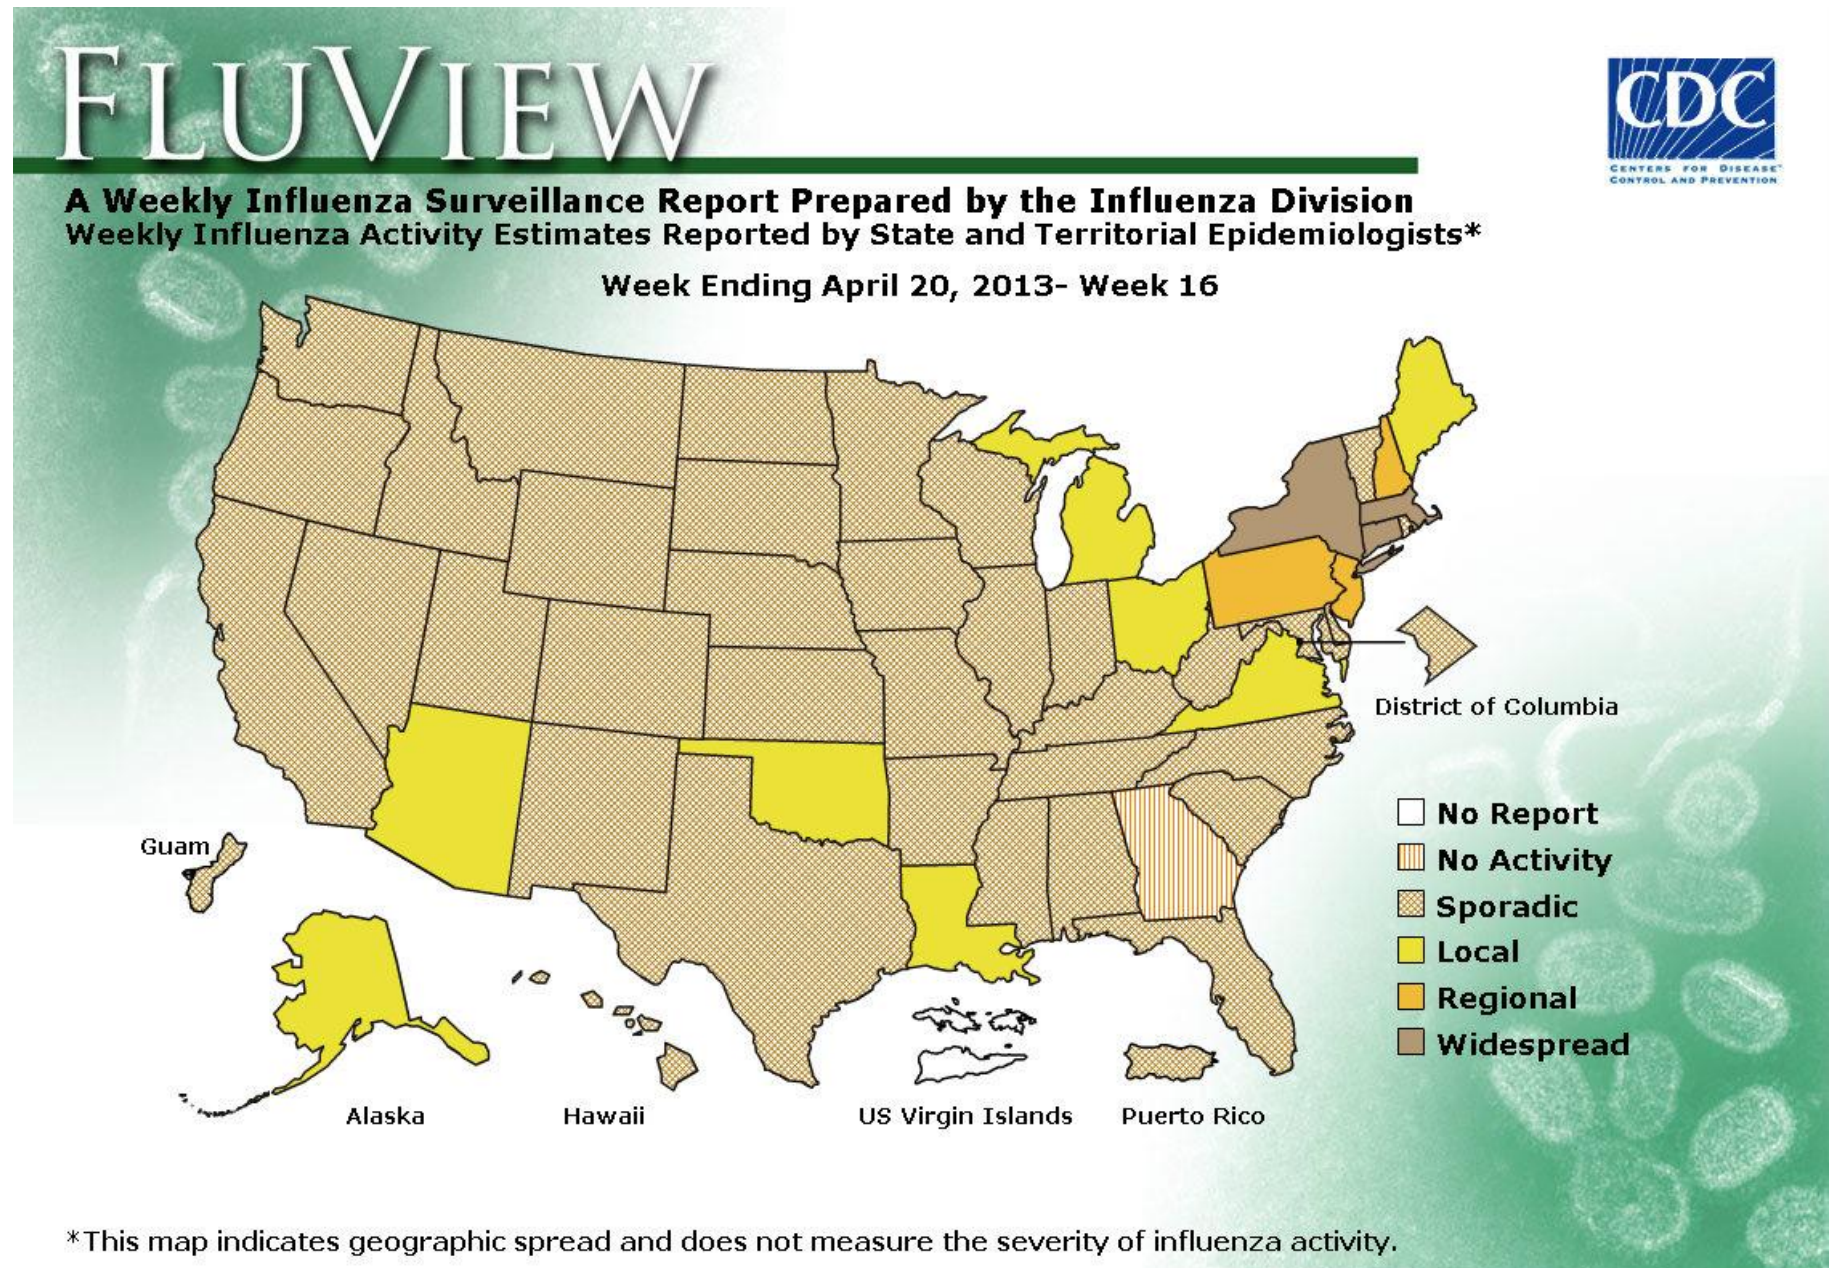 FLUVIEW
CDC
CENTERS FOR DISEASE™
CONTROL AND PREVENTION
A Weekly Influenza Surveillance Report Prepared by the Influenza Division
Weekly Influenza Activity Estimates Reported by State and Territorial Epidemiologists*
Week Ending April 20, 2013- Week 16
District of Columbia
No Report
Guam
No Activity
Sporadic
Local
Regional
Widespread
Alaska
Hawaii
US Virgin Islands
Puerto Rico
*This map indicates geographic spread and does not measure the severity of influenza activity.